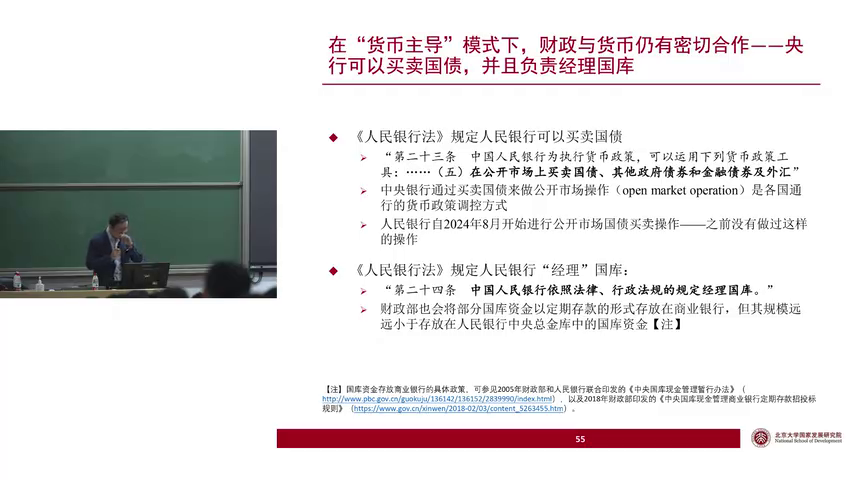 在“货币主导”模式下，财政与货币仍有密切合作——央
行可以买卖国债，并且负责经理国库
《人民银行法》规定人民银行可以买卖国债
“第二十三条　中国人民银行为执行货币政策，可以运用下列货币政策工
具：……（五）在公开市场上买卖国债、其他政府债券和金融债券及外汇”
中央银行通过买卖国债来做公开市场操作（open market operation）是各国通
行的货币政策调控方式
人民银行自2024年8月开始进行公开市场国债买卖操作——之前没有做过这样
的操作
《人民银行法》规定人民银行“经理”国库：
“第二十四条　中国人民银行依照法律、行政法规的规定经理国库。”
财政部也会将部分国库资金以定期存款的形式存放在商业银行，但其规模远
远小于存放在人民银行中央总金库中的国库资金【注】
【注】国库资金存放商业银行的具体政策，可参见2005年财政部和人民银行联合印发的《中央国库现金管理暂行办法》（
http://www.pbc.gov.cn/guokuju/136142/136152/2839990/index.html），以及2018年财政部印发的《中央国库现金管理商业银行定期存款招投标
规则》（https://www.gov.cn/xinwen/2018-02/03/content_5263455.htm）。
55
北京大学国家发展研究院
National School of Development